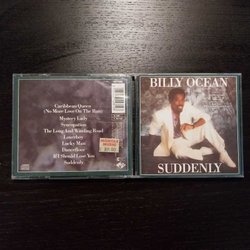 Caribbean Queen
(No More Love On The Run)
Mystery Lady
Syncopation
The Long And Winding Road
Loverboy
Lucky Man
Dancefloor
If I Should Lose You
Suddenly
BILLY OCEAN
SUDDENLY